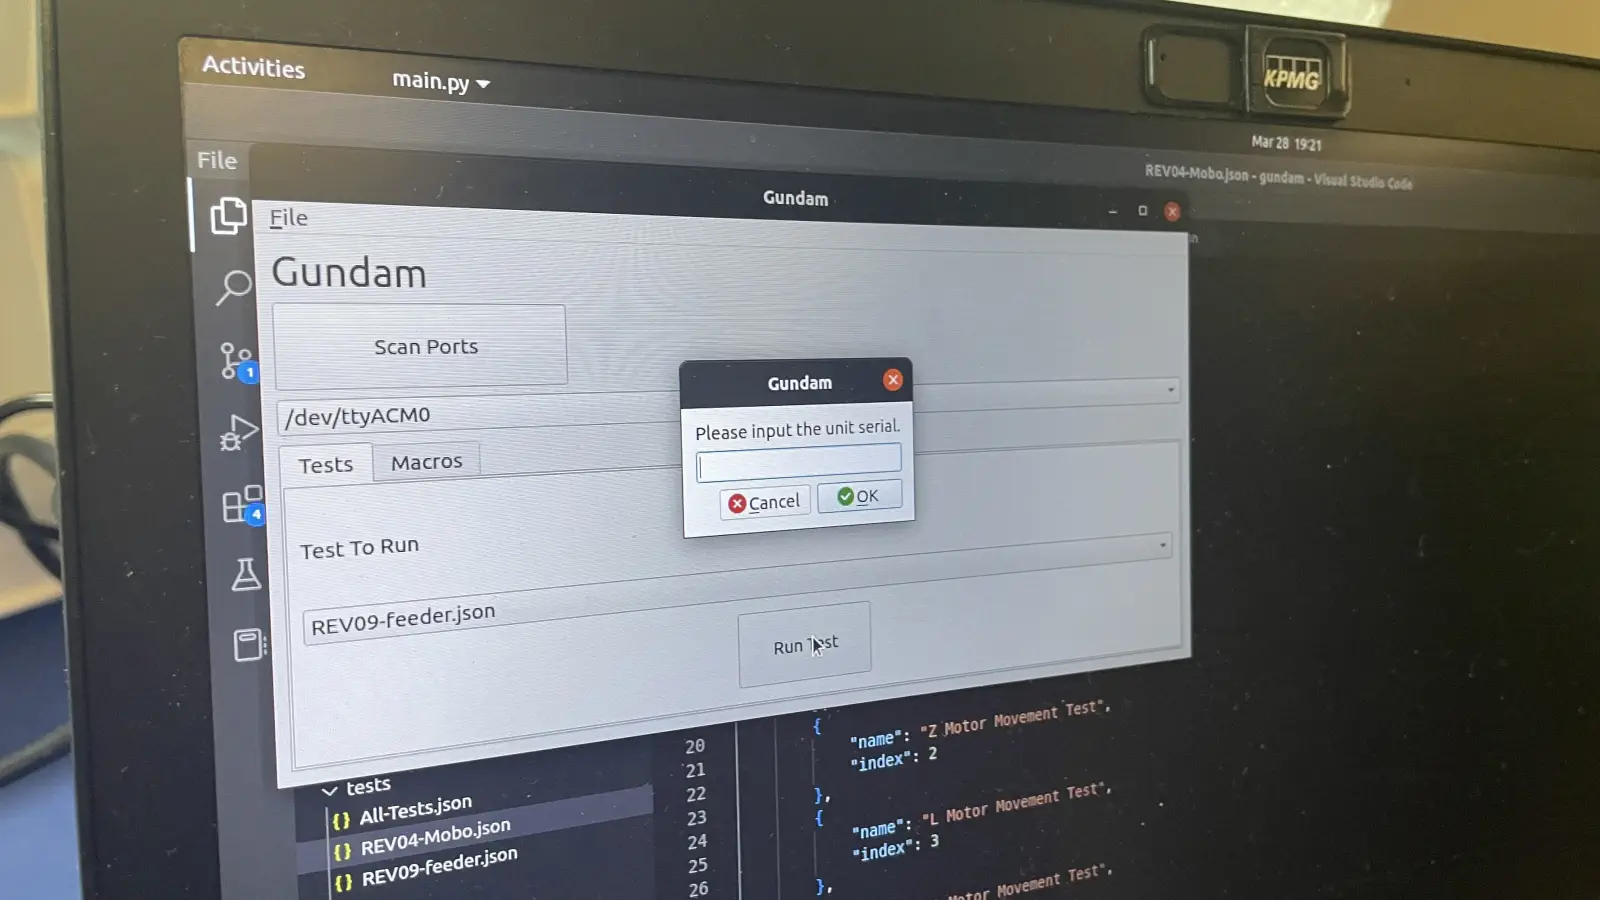 Activities
main.py
KPMG
Mar 28 19:21
REV04-Mobo.json - gundam - Visual Studio Code
File
Gundam
File
Gundam
Scan Ports
/dev/ttyACM0
Tests
Macros
Test To Run
REV09-feeder.json
Run Test
Gundam
Please input the unit serial.
Cancel
OK
1
4
tests
{} All-Tests.json
{} REV04-Mobo.json
{} REV09-feeder.json
20
21
22
23
24
25
26
{
"name": "Z Motor Movement Test",
"index": 2
},
{
"name": "L Motor Movement Test",
"index": 3
},
Movement Test",